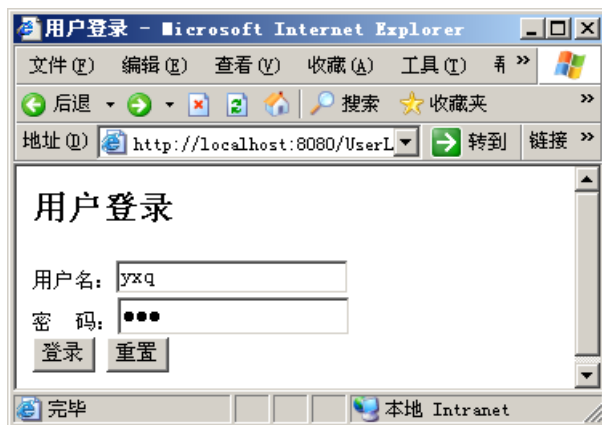 用户登录 - Microsoft Internet Explorer
文件(F) 编辑(E) 查看(V) 收藏(A) 工具(T) »
后退 搜索 收藏夹 »
地址(D) http://localhost:8080/UserL 转到 链接 »
用户登录
用户名: yxq
密 码: ●●●
登录 重置
完毕 本地 Intranet